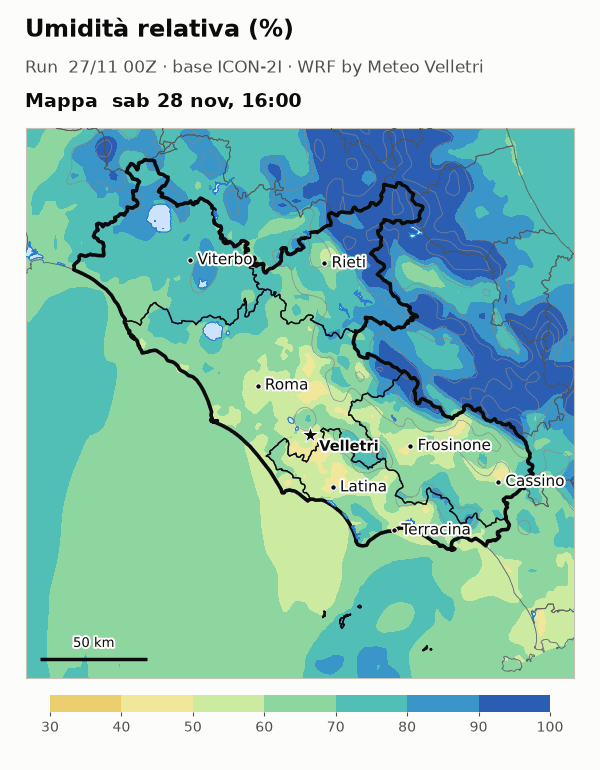 Umidità relativa (%)
Run  27/11 00Z · base ICON-2I · WRF by Meteo Velletri
Mappa  sab 28 nov, 16:00
Viterbo
Rieti
Roma
Velletri
Frosinone
Cassino
Latina
Terracina
50 km
30 40 50 60 70 80 90 100